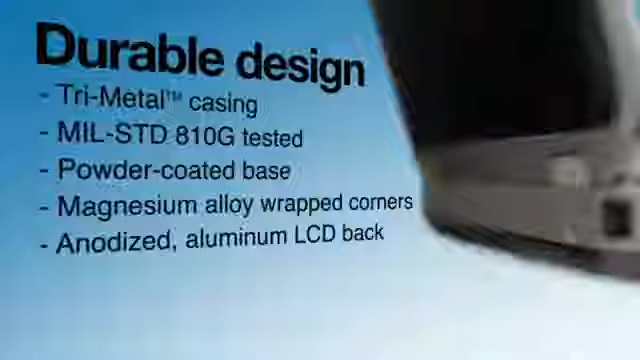 Durable design
- Tri-Metal™ casing
- MIL-STD 810G tested
- Powder-coated base
- Magnesium alloy wrapped corners
- Anodized, aluminum LCD back